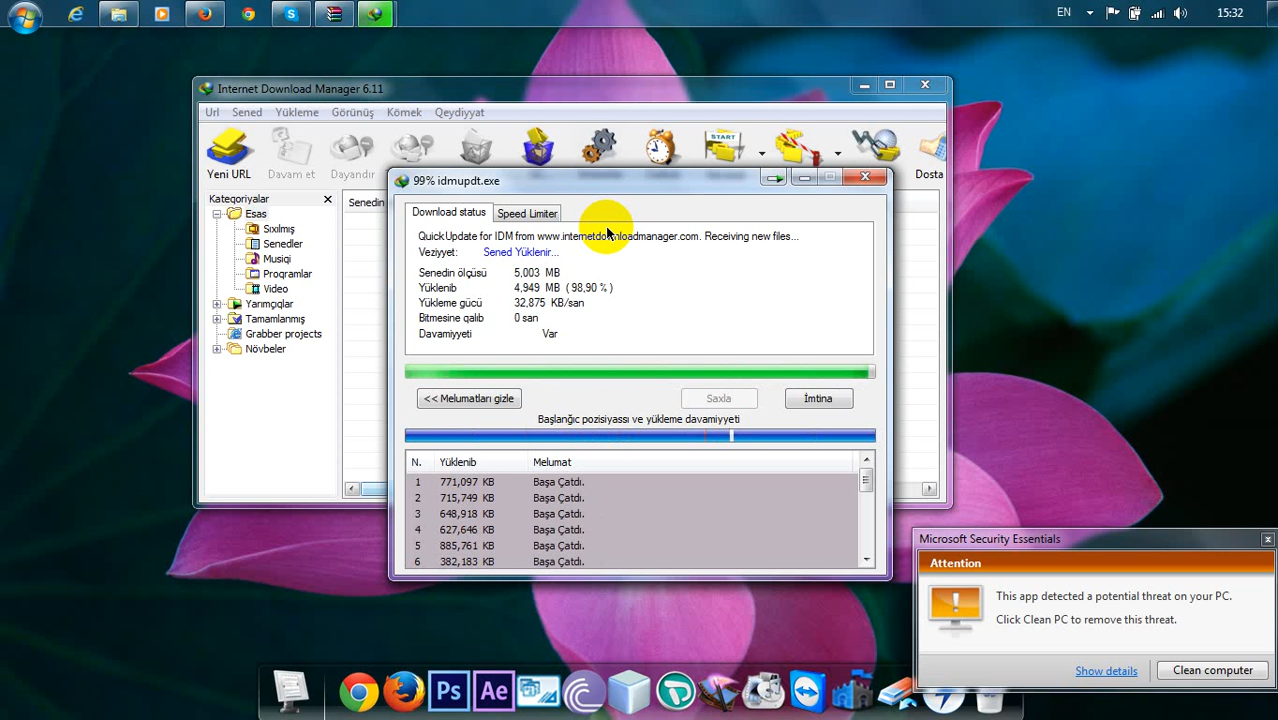 EN
15:32
Internet Download Manager 6.11
Url Sened Yükleme Görünüş Kömek Qeydiyyat
START
Yeni URL Davam et Dayandır Dosta
Kateqoriyalar
Senedin
Esas
Sıxılmış
Senedler
Musiqi
Proqramlar
Video
Yarımçıqlar
Tamamlanmış
Grabber projects
Növbeler
99% idmupdt.exe
Download status Speed Limiter
Quick Update for IDM from www.internetdownloadmanager.com. Receiving new files...
Veziyyet: Sened Yüklenir...
Senedin ölçüsü 5,003 MB
Yüklenib 4,949 MB ( 98,90 % )
Yükleme gücü 32,875 KB/san
Bitmesine qalıb 0 san
Davamiyyeti Var
<< Melumatları gizle Saxla İmtina
Başlanğıc pozisiyassı ve yükleme davamiyyeti
N. Yüklenib Melumat
1 771,097 KB Başa Çatdı.
2 715,749 KB Başa Çatdı.
3 648,918 KB Başa Çatdı.
4 627,646 KB Başa Çatdı.
5 885,761 KB Başa Çatdı.
6 382,183 KB Başa Çatdı.
Microsoft Security Essentials
Attention
This app detected a potential threat on your PC.
Click Clean PC to remove this threat.
Show details Clean computer
Ps Ae